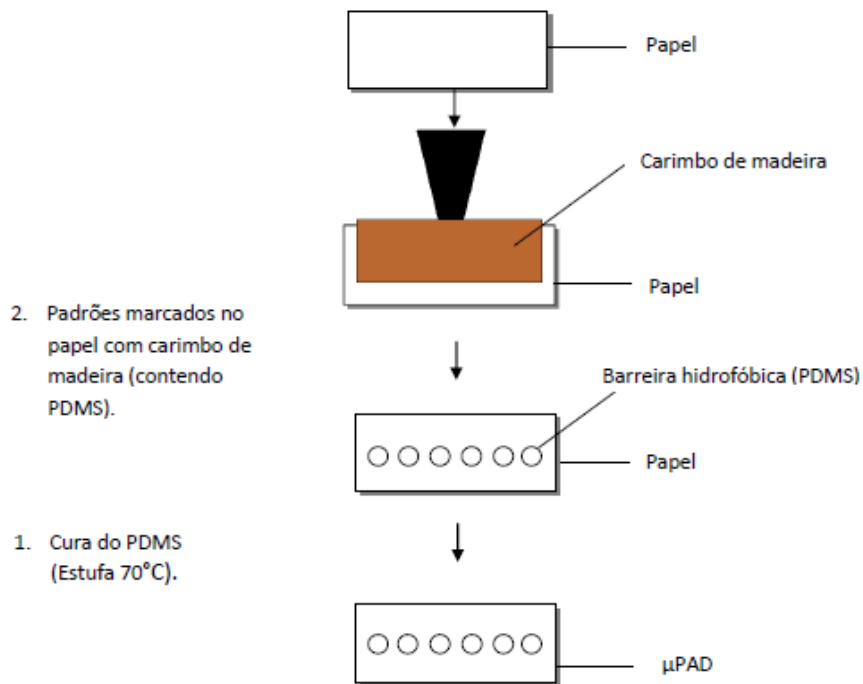 Papel
Carimbo de madeira
Papel
2. Padrões marcados no
papel com carimbo de
madeira (contendo
PDMS).
Barreira hidrofóbica (PDMS)
Papel
1. Cura do PDMS
(Estufa 70°C).
µPAD